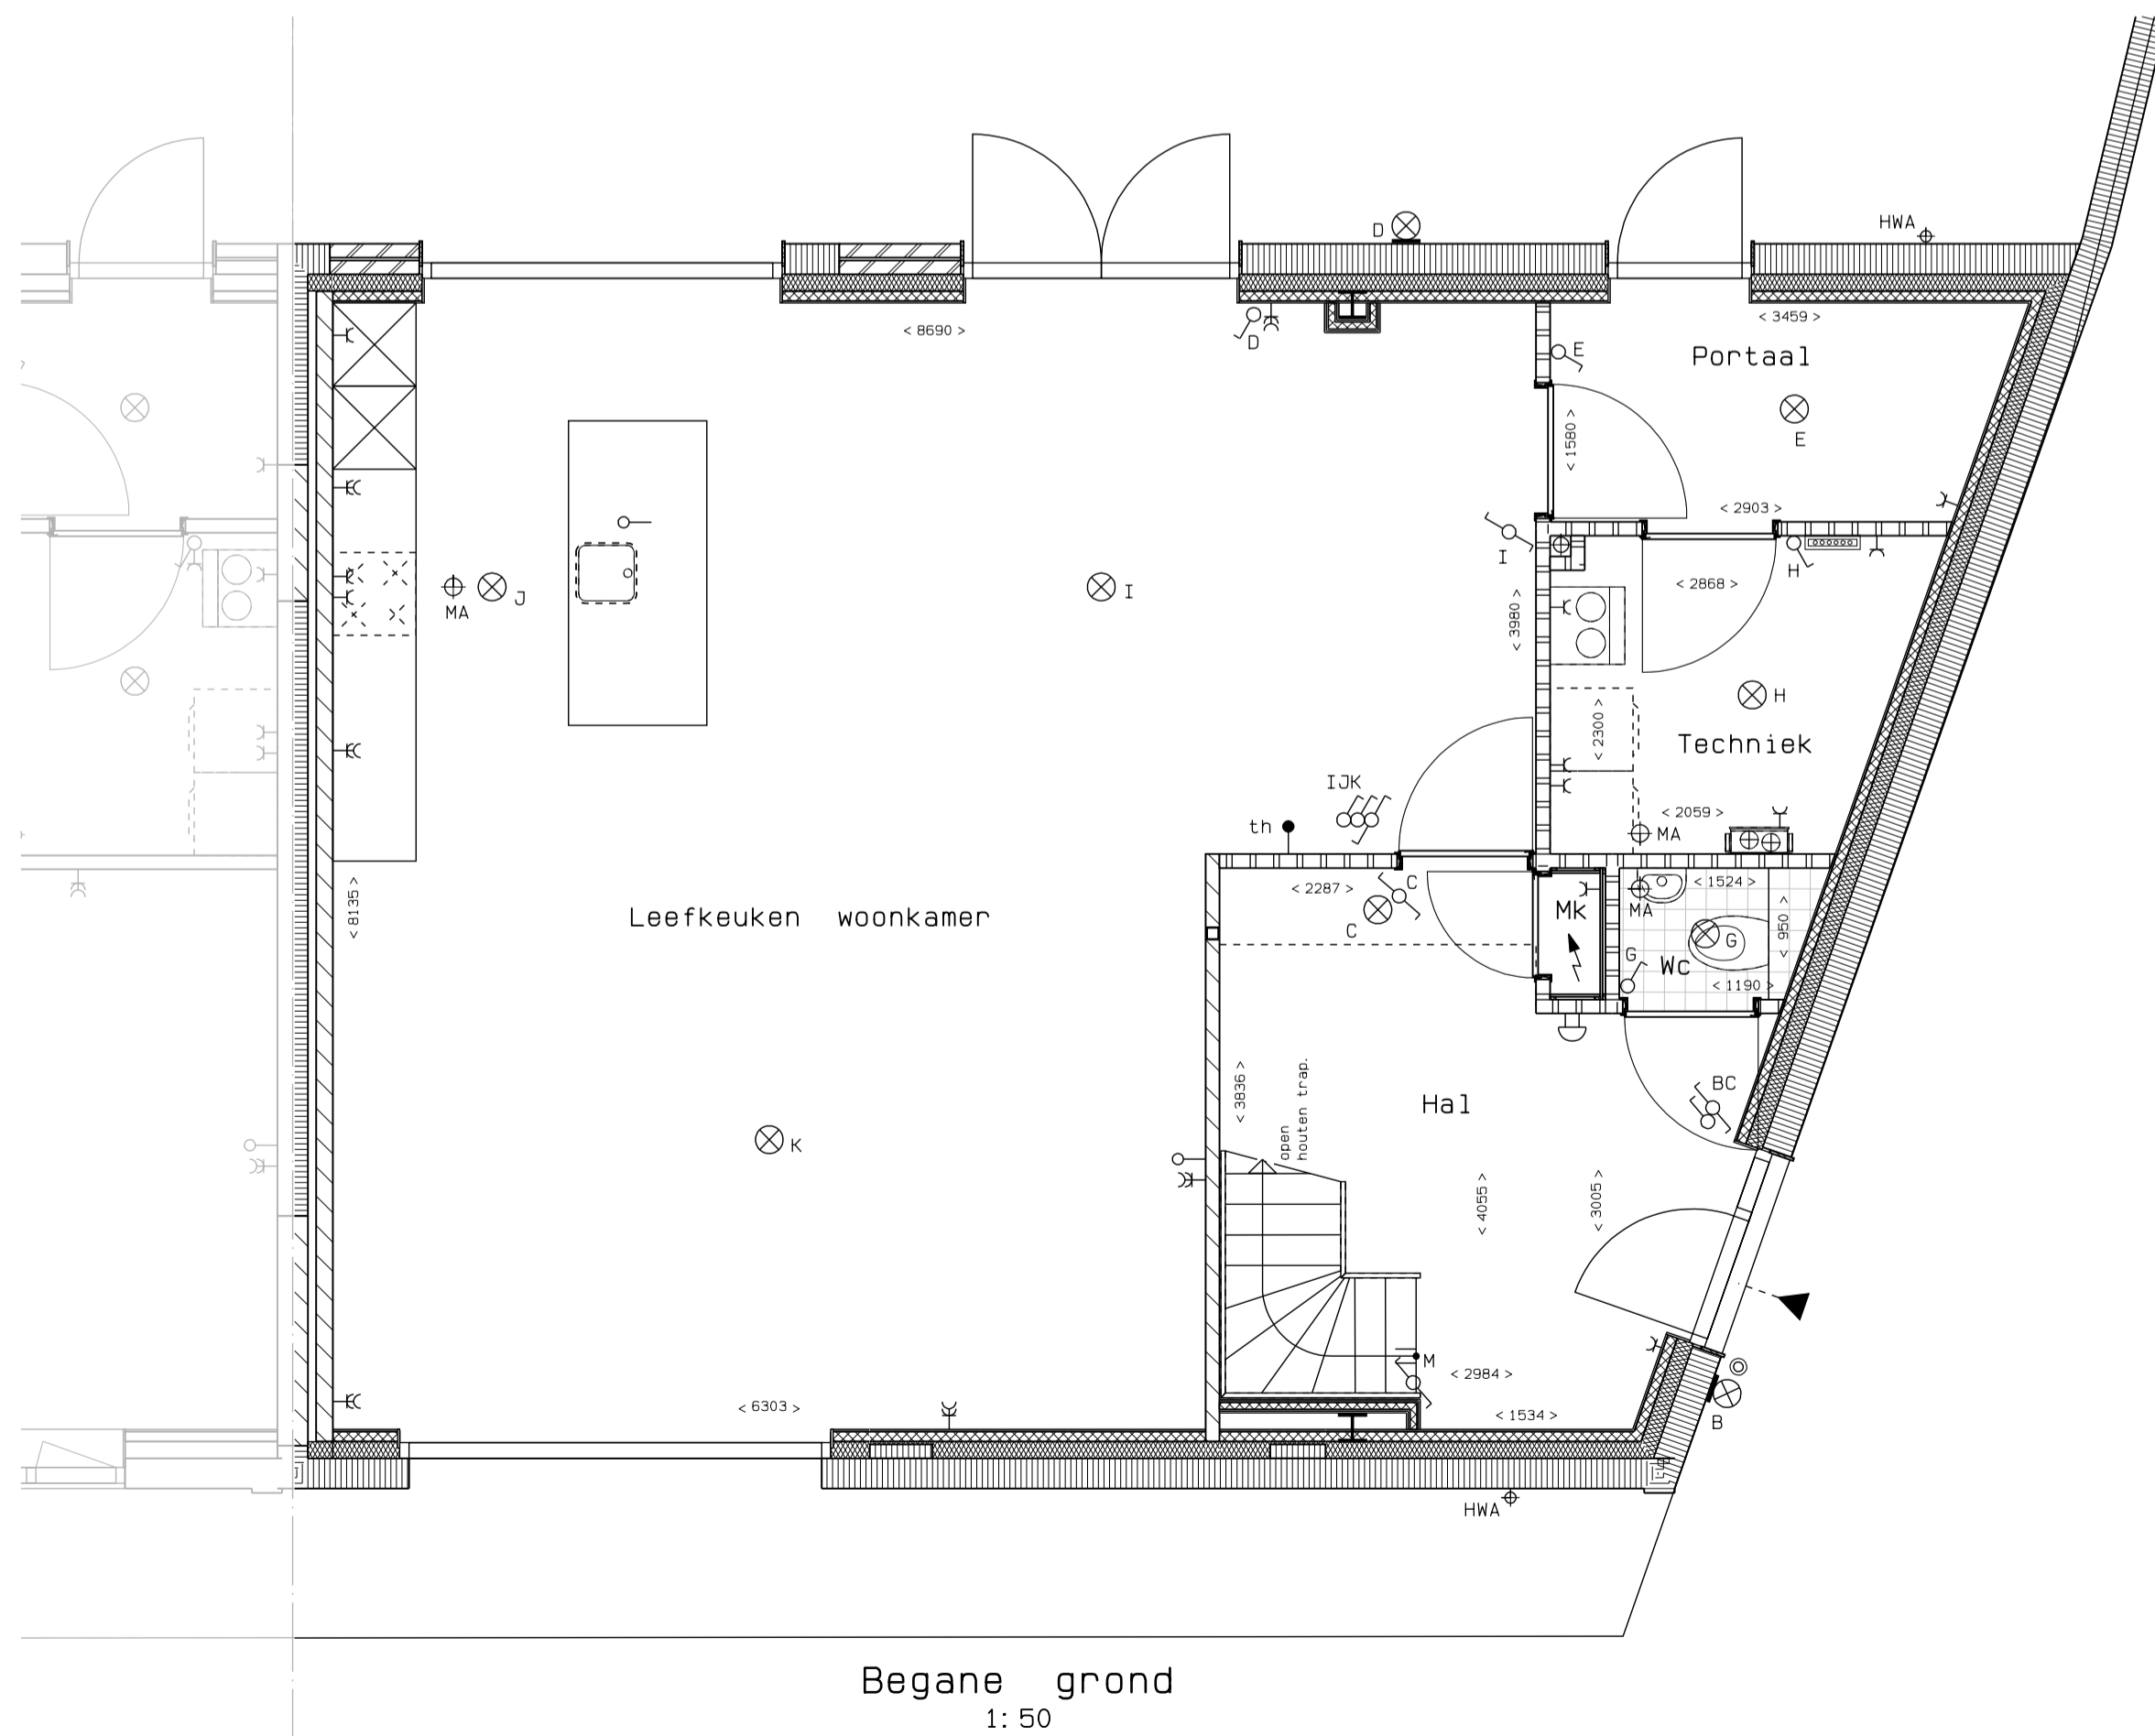 HWA
D
< 8690 >
D
< 3459 >
Portaal
E
E
< 1580 >
< 2903 >
I
H
< 2868 >
MA
J
I
< 3980 >
H
< 2300 >
Techniek
IJK
< 2059 >
MA
th
< 2287 >
C
< 1524 >
Mk
MA
C
< 8135 >
Leefkeuken woonkamer
G
< 950 >
G
Wc
< 1190 >
BC
Hal
< 3836 >
open
houten trap.
K
< 4055 >
< 3005 >
M
< 2984 >
< 6303 >
< 1534 >
B
HWA
Begane grond
1:50